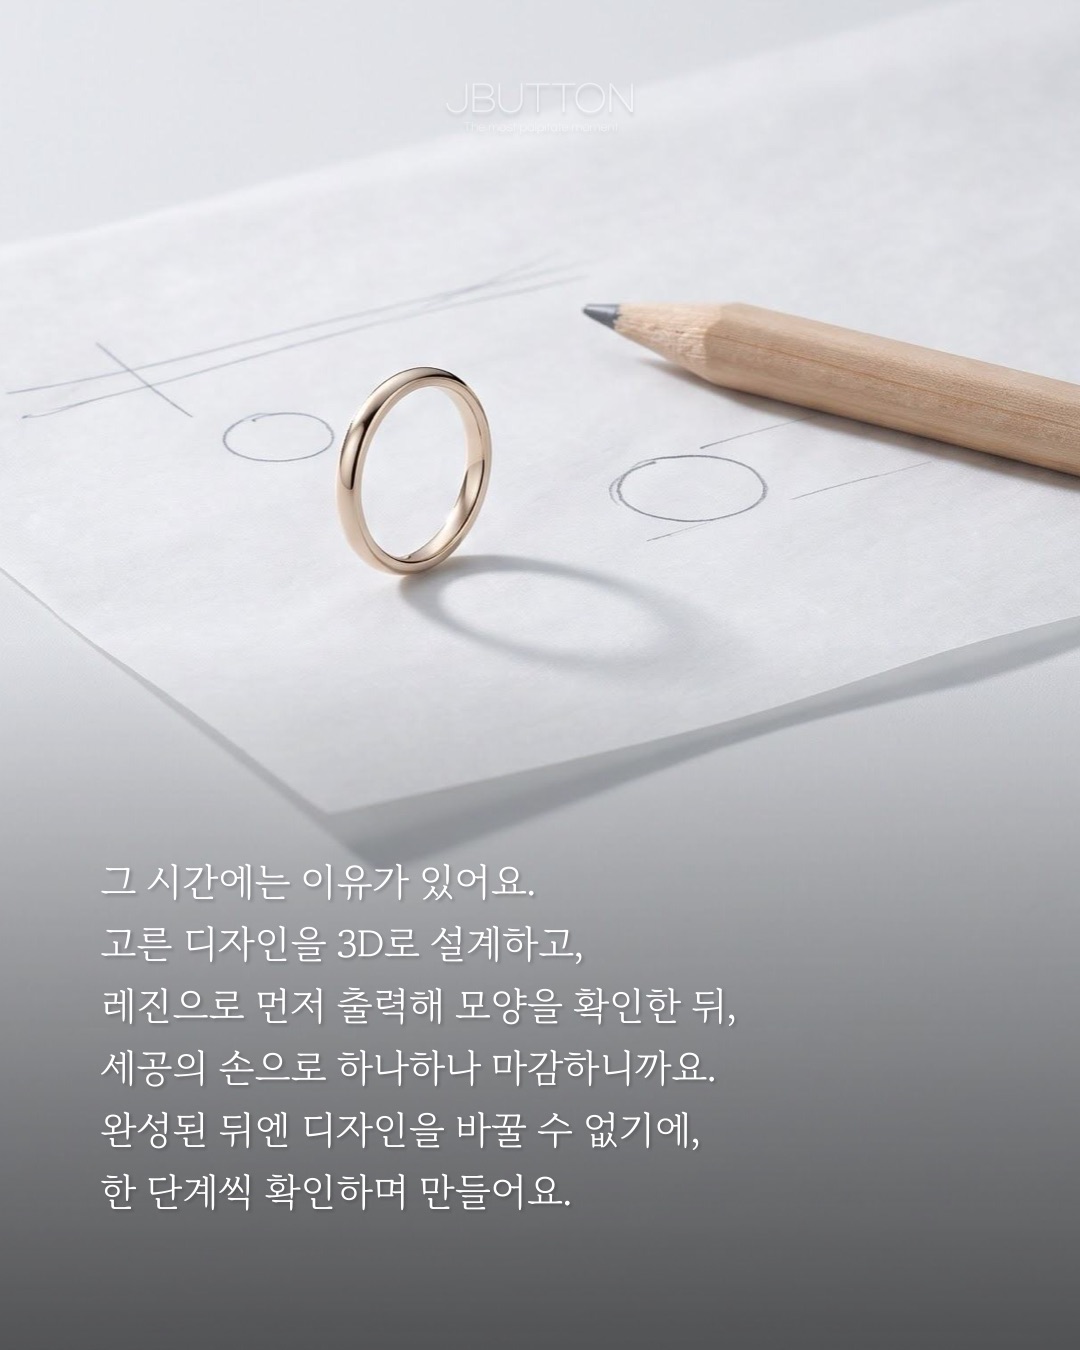 JBUTTON
그 시간에는 이유가 있어요.
고른 디자인을 3D로 설계하고,
레진으로 먼저 출력해 모양을 확인한 뒤,
세공의 손으로 하나하나 마감하니까요.
완성된 뒤엔 디자인을 바꿀 수 없기에,
한 단계씩 확인하며 만들어요.